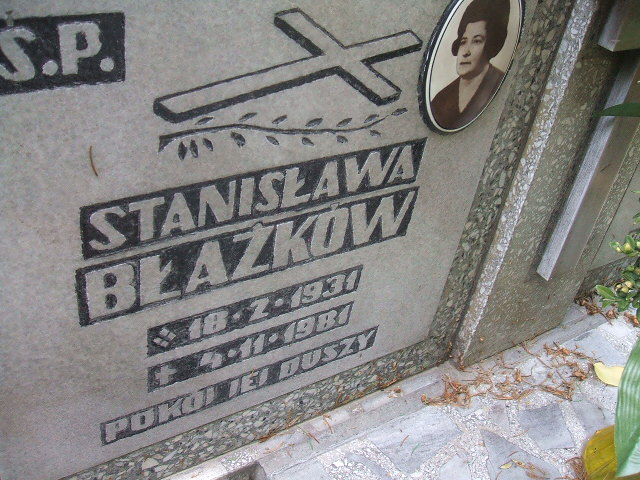 Ś.P.
STANISŁAWA
BŁAŻKÓW
18·2·1931
4·11·1981
POKÓJ JEJ DUSZY